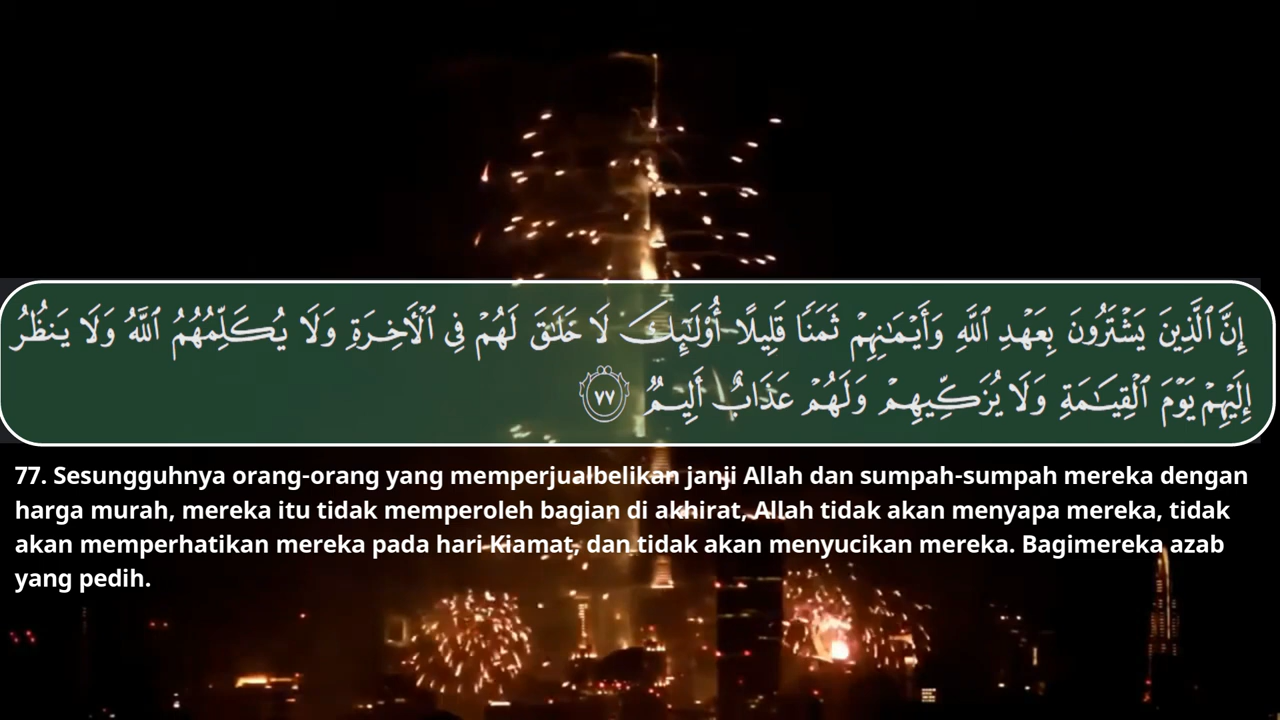 إِنَّ ٱلَّذِينَ يَشْتَرُونَ بِعَهْدِ ٱللَّهِ وَأَيْمَـٰنِهِمْ ثَمَنًا قَلِيلًا أُو۟لَـٰٓئِكَ لَا خَلَـٰقَ لَهُمْ فِى ٱلْـَٔاخِرَةِ وَلَا يُكَلِّمُهُمُ ٱللَّهُ وَلَا يَنظُرُ
إِلَيْهِمْ يَوْمَ ٱلْقِيَـٰمَةِ وَلَا يُزَكِّيهِمْ وَلَهُمْ عَذَابٌ أَلِيمٌ ٧٧
77. Sesungguhnya orang-orang yang memperjualbelikan janji Allah dan sumpah-sumpah mereka dengan
harga murah, mereka itu tidak memperoleh bagian di akhirat, Allah tidak akan menyapa mereka, tidak
akan memperhatikan mereka pada hari Kiamat, dan tidak akan menyucikan mereka. Bagimereka azab
yang pedih.